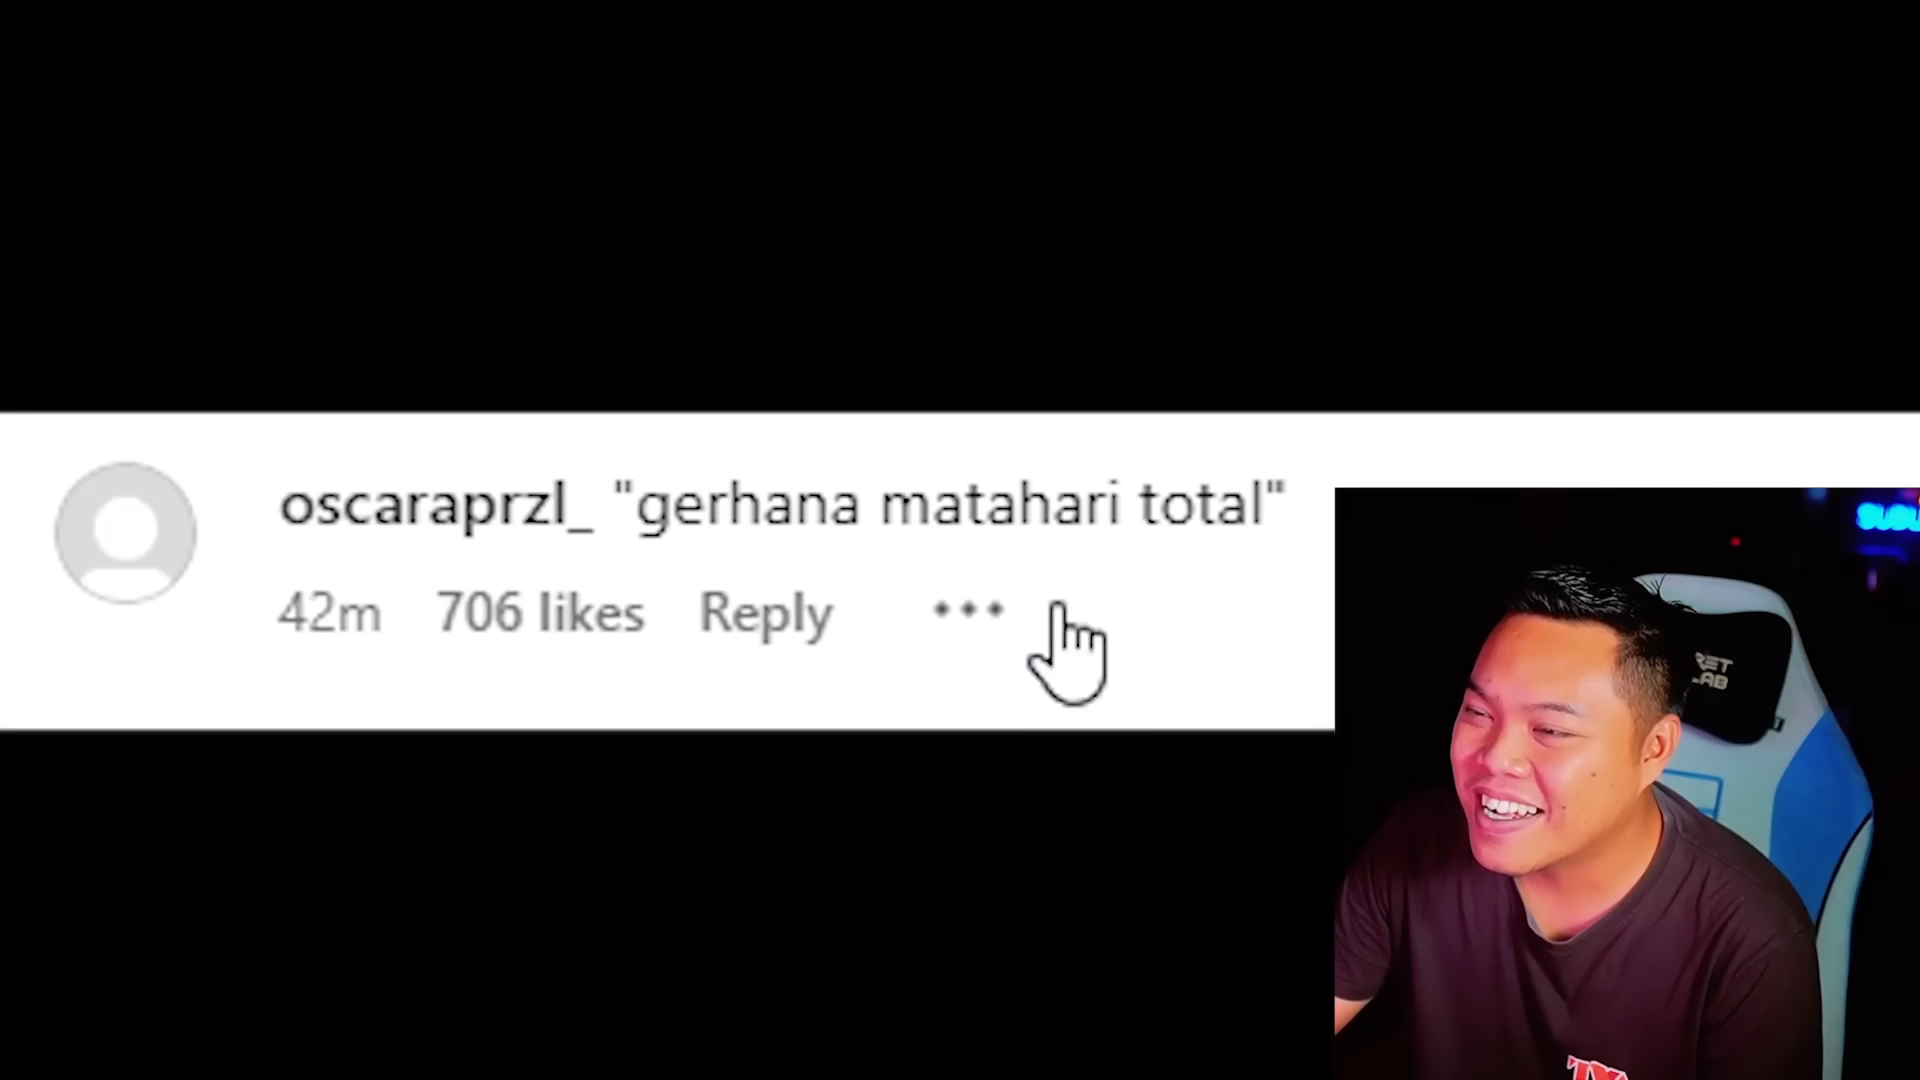 oscaraprzl_ "gerhana matahari total"
42m 706 likes Reply •••